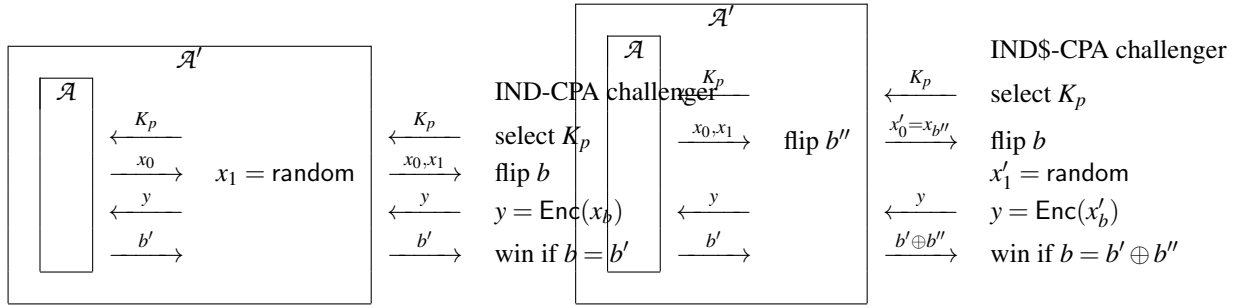 𝒜′
𝒜
IND-CPA challenger
K_p
K_p
select K_p
x_0
x_1 = random
x_0,x_1
flip b
y
y
y = Enc(x_b)
b′
b′
win if b = b′
𝒜′
𝒜
IND$-CPA challenger
K_p
K_p
select K_p
x_0,x_1
flip b″
x′_0=x_{b″}
flip b
x′_1 = random
y
y
y = Enc(x′_b)
b′
b′⊕b″
win if b = b′ ⊕ b″